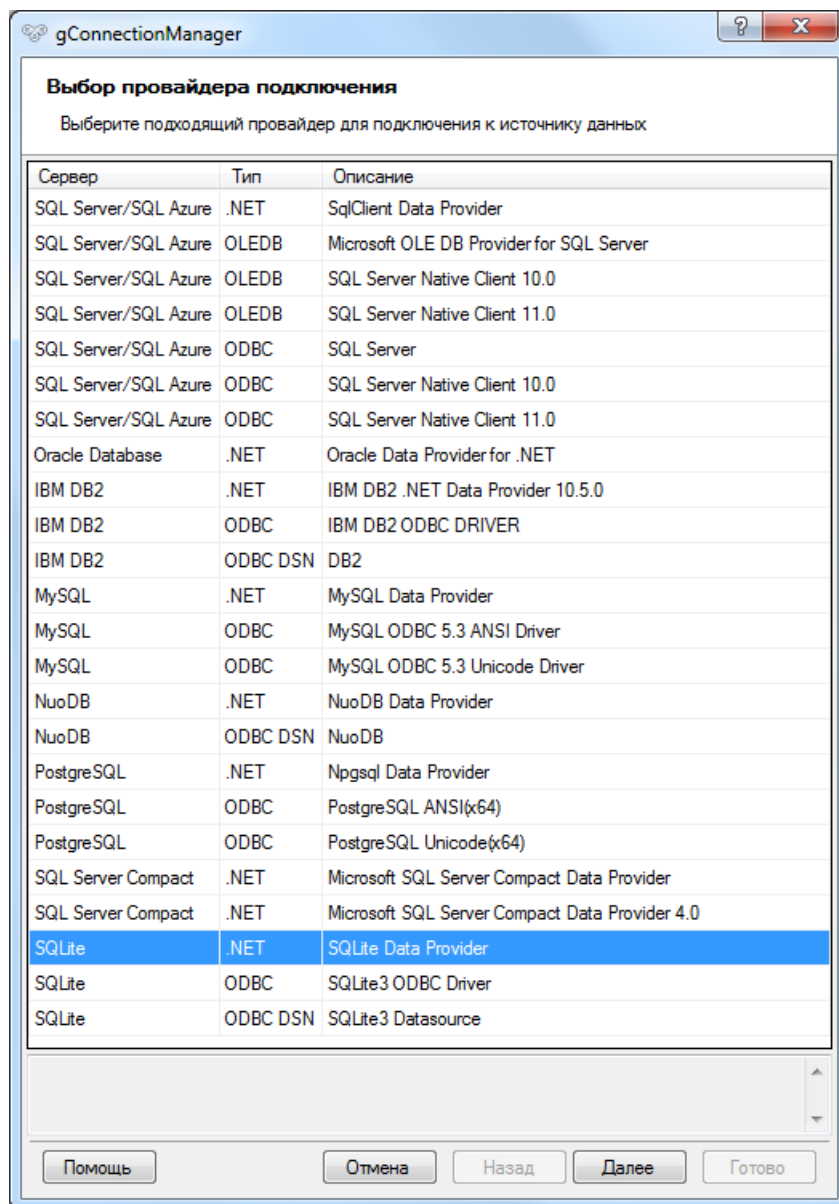 gConnectionManager
Выбор провайдера подключения
Выберите подходящий провайдер для подключения к источнику данных
Сервер Тип Описание
SQL Server/SQL Azure .NET SqlClient Data Provider
SQL Server/SQL Azure OLEDB Microsoft OLE DB Provider for SQL Server
SQL Server/SQL Azure OLEDB SQL Server Native Client 10.0
SQL Server/SQL Azure OLEDB SQL Server Native Client 11.0
SQL Server/SQL Azure ODBC SQL Server
SQL Server/SQL Azure ODBC SQL Server Native Client 10.0
SQL Server/SQL Azure ODBC SQL Server Native Client 11.0
Oracle Database .NET Oracle Data Provider for .NET
IBM DB2 .NET IBM DB2 .NET Data Provider 10.5.0
IBM DB2 ODBC IBM DB2 ODBC DRIVER
IBM DB2 ODBC DSN DB2
MySQL .NET MySQL Data Provider
MySQL ODBC MySQL ODBC 5.3 ANSI Driver
MySQL ODBC MySQL ODBC 5.3 Unicode Driver
NuoDB .NET NuoDB Data Provider
NuoDB ODBC DSN NuoDB
PostgreSQL .NET Npgsql Data Provider
PostgreSQL ODBC PostgreSQL ANSI(x64)
PostgreSQL ODBC PostgreSQL Unicode(x64)
SQL Server Compact .NET Microsoft SQL Server Compact Data Provider
SQL Server Compact .NET Microsoft SQL Server Compact Data Provider 4.0
SQLite .NET SQLite Data Provider
SQLite ODBC SQLite3 ODBC Driver
SQLite ODBC DSN SQLite3 Datasource
Помощь Отмена Назад Далее Готово